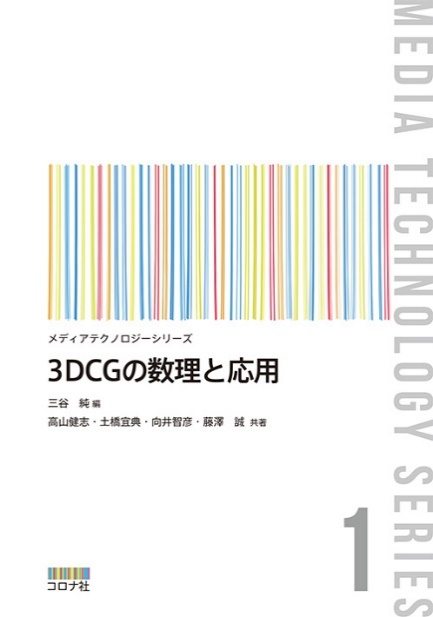 MEDIA TECHNOLOGY SERIES
メディアテクノロジーシリーズ
3DCGの数理と応用
三谷 純 編
高山健志・土橋宜典・向井智彦・藤澤 誠 共著
1
コロナ社